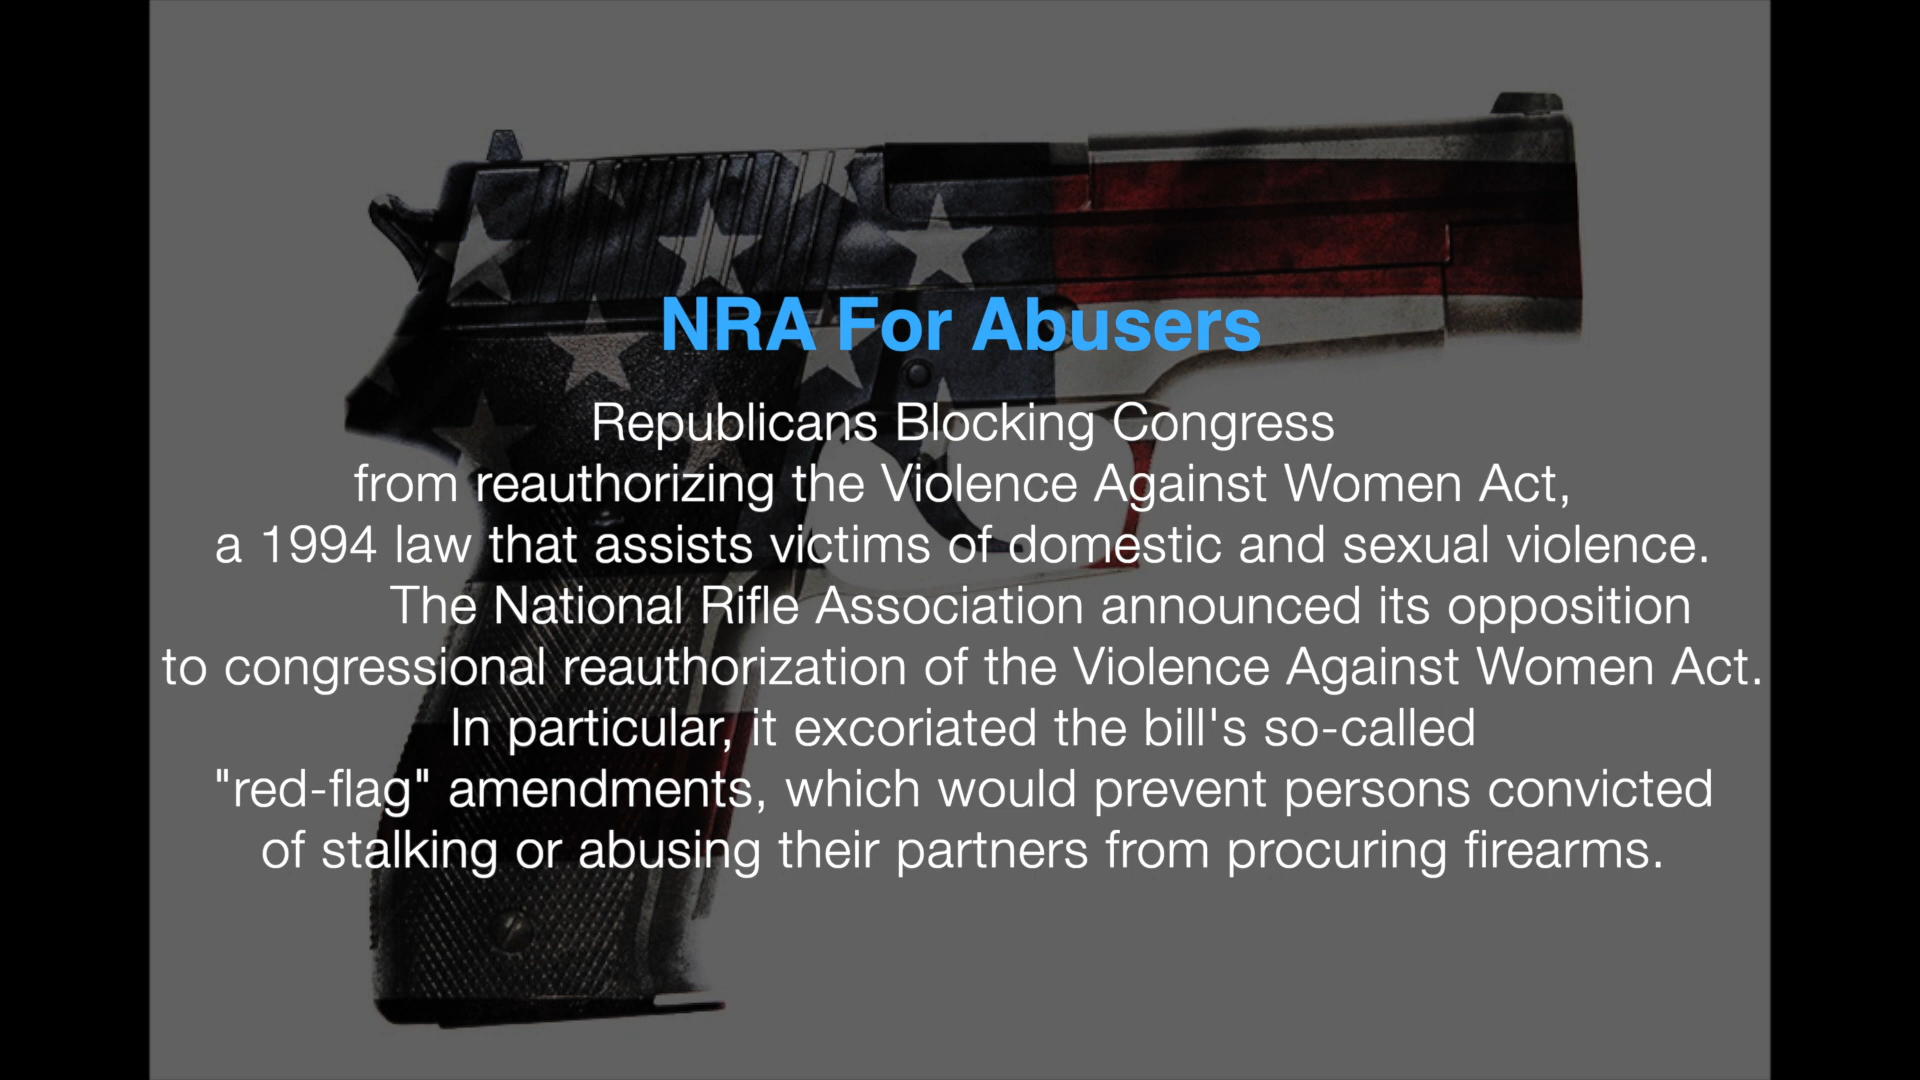 NRA For Abusers
Republicans Blocking Congress
from reauthorizing the Violence Against Women Act,
a 1994 law that assists victims of domestic and sexual violence.
The National Rifle Association announced its opposition
to congressional reauthorization of the Violence Against Women Act.
In particular, it excoriated the bill's so-called
"red-flag" amendments, which would prevent persons convicted
of stalking or abusing their partners from procuring firearms.